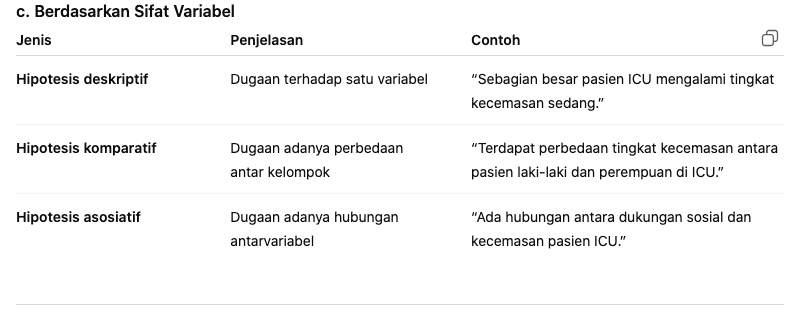 c. Berdasarkan Sifat Variabel
Jenis Penjelasan Contoh
Hipotesis deskriptif Dugaan terhadap satu variabel “Sebagian besar pasien ICU mengalami tingkat
kecemasan sedang.”
Hipotesis komparatif Dugaan adanya perbedaan “Terdapat perbedaan tingkat kecemasan antara
antar kelompok pasien laki-laki dan perempuan di ICU.”
Hipotesis asosiatif Dugaan adanya hubungan “Ada hubungan antara dukungan sosial dan
antarvariabel kecemasan pasien ICU.”